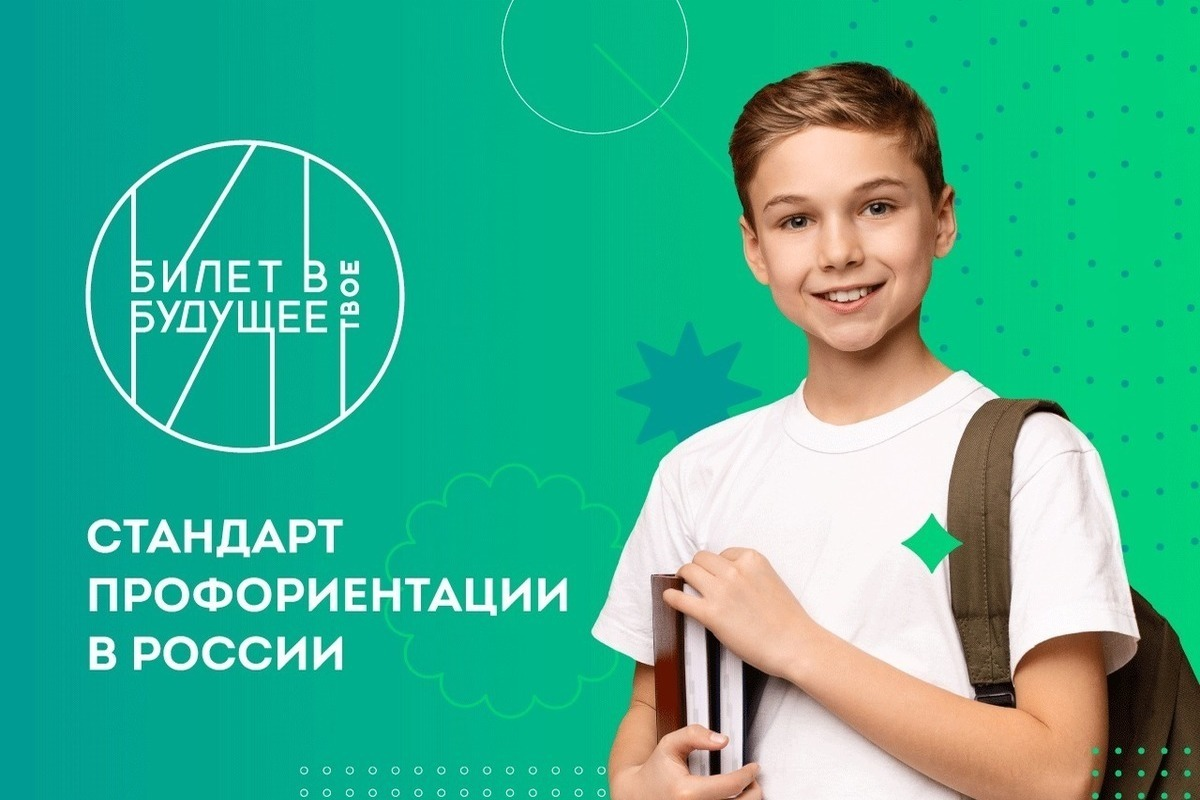 БИЛЕТ В
БУДУЩЕЕ
ТВОЕ
СТАНДАРТ
ПРОФОРИЕНТАЦИИ
В РОССИИ